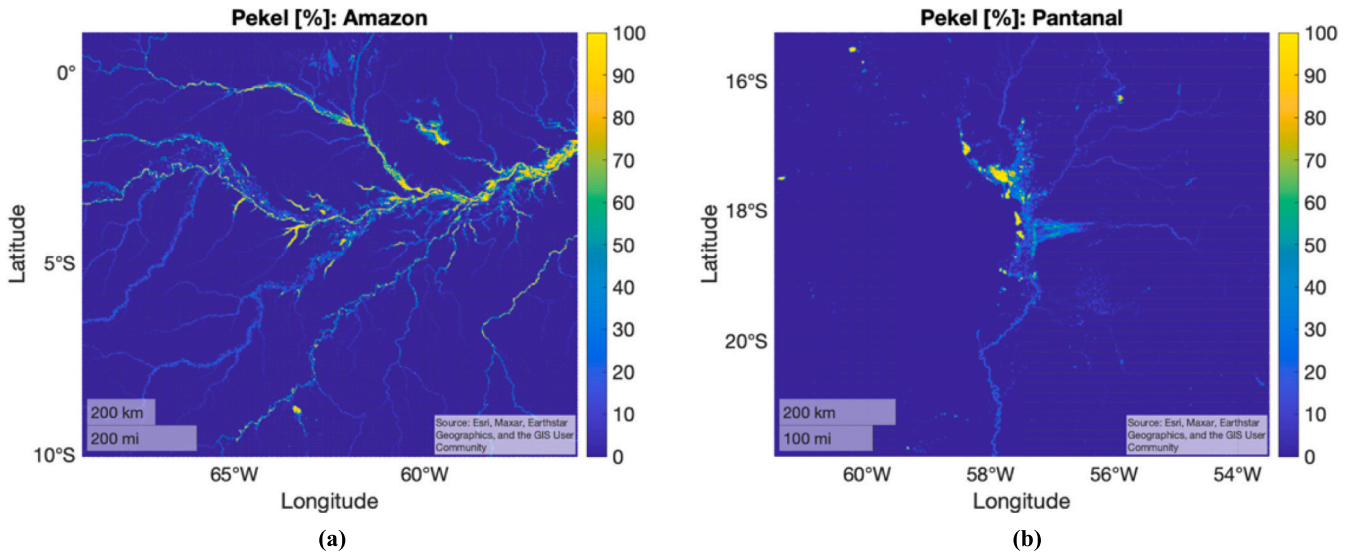 Pekel [%]: Amazon
100
90
80
70
60
50
40
30
20
10
0
0°
5°S
10°S
Latitude
200 km
200 mi
Source: Esri, Maxar, Earthstar
Geographics, and the GIS User
Community
65°W
60°W
Longitude
(a)
Pekel [%]: Pantanal
100
90
80
70
60
50
40
30
20
10
0
16°S
18°S
20°S
Latitude
200 km
100 mi
Source: Esri, Maxar, Earthstar
Geographics, and the GIS User
Community
60°W
58°W
56°W
54°W
Longitude
(b)